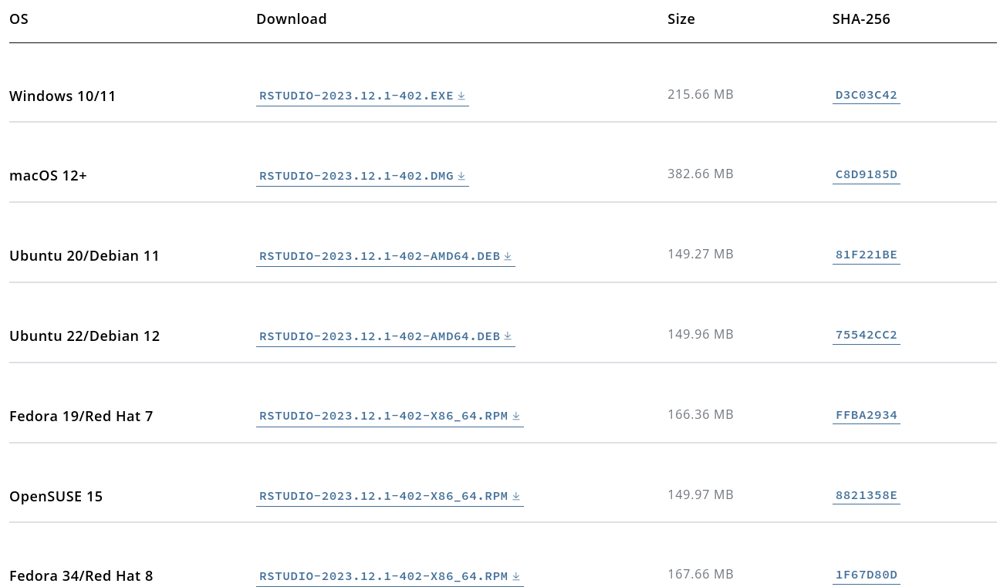 OS Download Size SHA-256
Windows 10/11 RSTUDIO-2023.12.1-402.EXE 215.66 MB D3C03C42
macOS 12+ RSTUDIO-2023.12.1-402.DMG 382.66 MB C8D9185D
Ubuntu 20/Debian 11 RSTUDIO-2023.12.1-402-AMD64.DEB 149.27 MB 81F221BE
Ubuntu 22/Debian 12 RSTUDIO-2023.12.1-402-AMD64.DEB 149.96 MB 75542CC2
Fedora 19/Red Hat 7 RSTUDIO-2023.12.1-402-X86_64.RPM 166.36 MB FFBA2934
OpenSUSE 15 RSTUDIO-2023.12.1-402-X86_64.RPM 149.97 MB 8821358E
Fedora 34/Red Hat 8 RSTUDIO-2023.12.1-402-X86_64.RPM 167.66 MB 1F67D80D